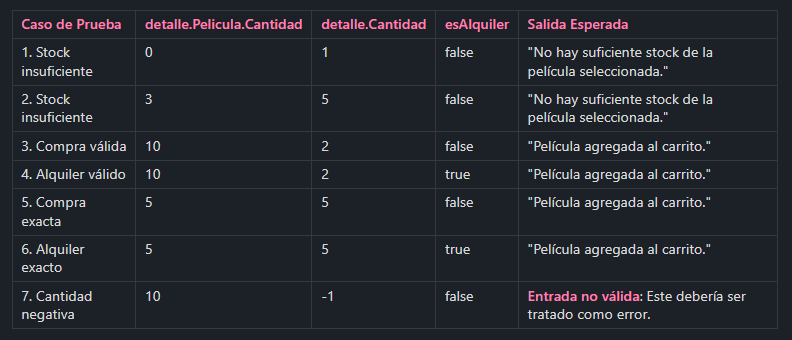 Caso de Prueba detalle.Pelicula.Cantidad detalle.Cantidad esAlquiler Salida Esperada
1. Stock insuficiente 0 1 false "No hay suficiente stock de la película seleccionada."
2. Stock insuficiente 3 5 false "No hay suficiente stock de la película seleccionada."
3. Compra válida 10 2 false "Película agregada al carrito."
4. Alquiler válido 10 2 true "Película agregada al carrito."
5. Compra exacta 5 5 false "Película agregada al carrito."
6. Alquiler exacto 5 5 true "Película agregada al carrito."
7. Cantidad negativa 10 -1 false Entrada no válida: Este debería ser tratado como error.